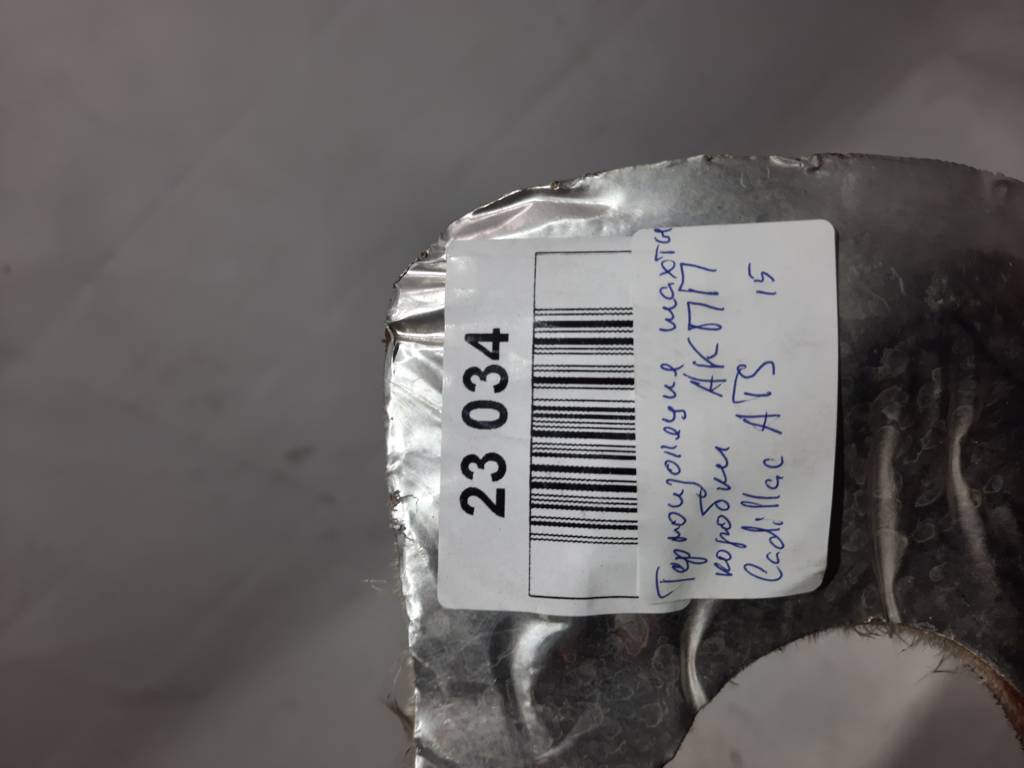 23 034
Термоизоляция шахты
коробки АКПП
Cadillac ATS 15